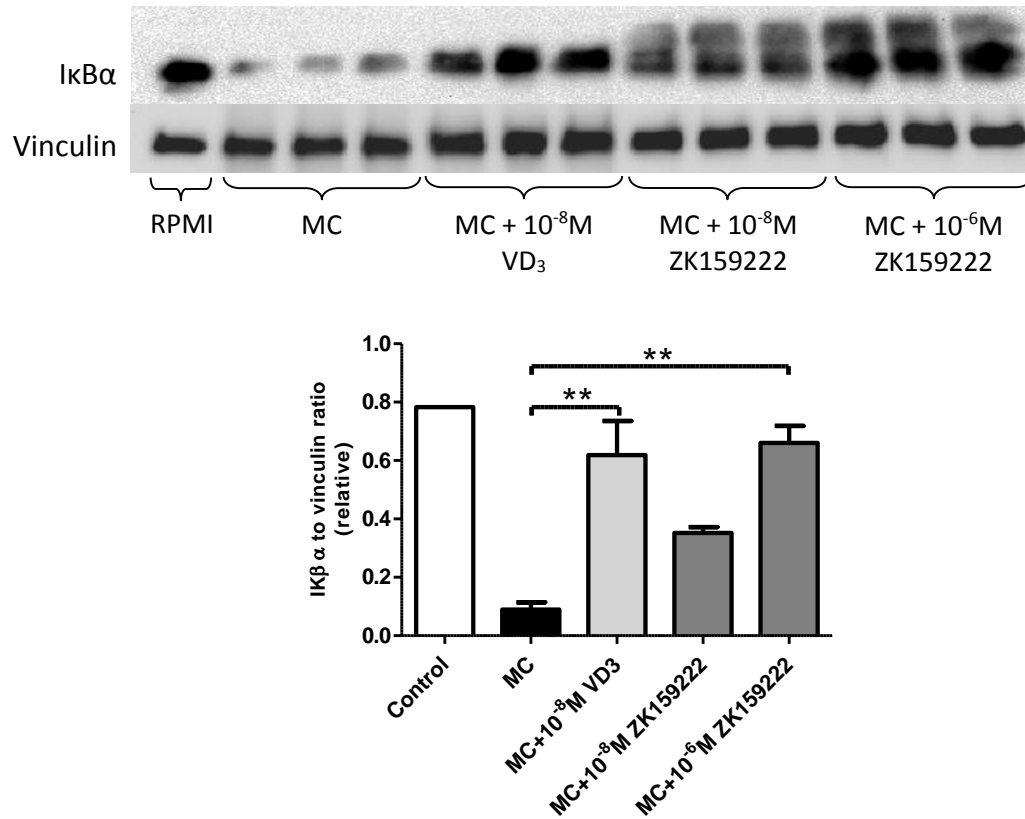 IκBα
Vinculin
RPMI MC MC + 10⁻⁸M MC + 10⁻⁸M MC + 10⁻⁶M
VD₃ ZK159222 ZK159222
1.0
0.8
0.6
0.4
0.2
0.0
IKβ α to vinculin ratio
(relative)
**
**
Control
MC
MC+10⁻⁸M VD3
MC+10⁻⁸M ZK159222
MC+10⁻⁶M ZK159222